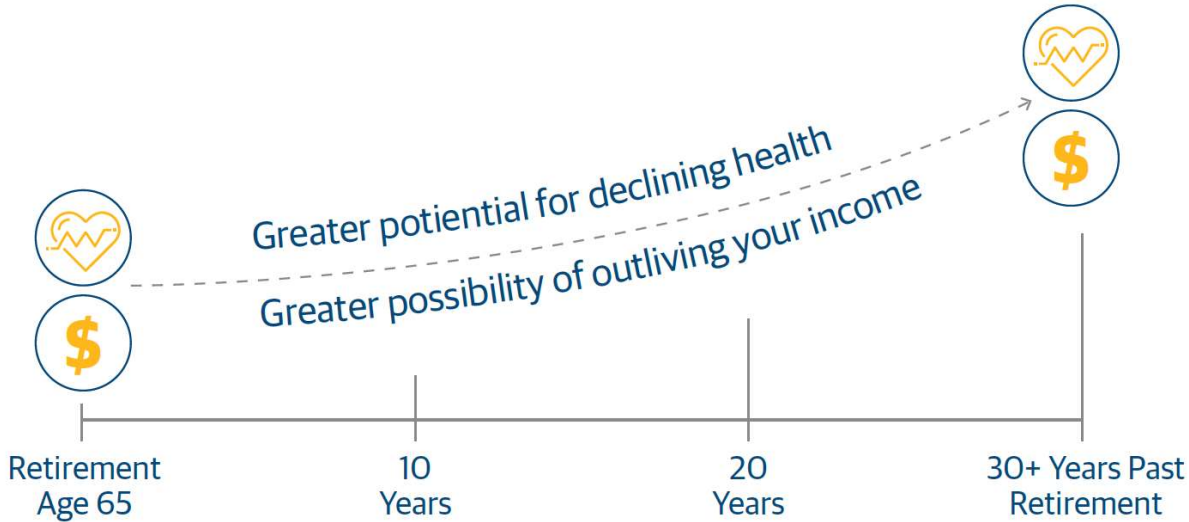 Greater potiential for declining health
Greater possibility of outliving your income
$
$
Retirement
Age 65
10
Years
20
Years
30+ Years Past
Retirement